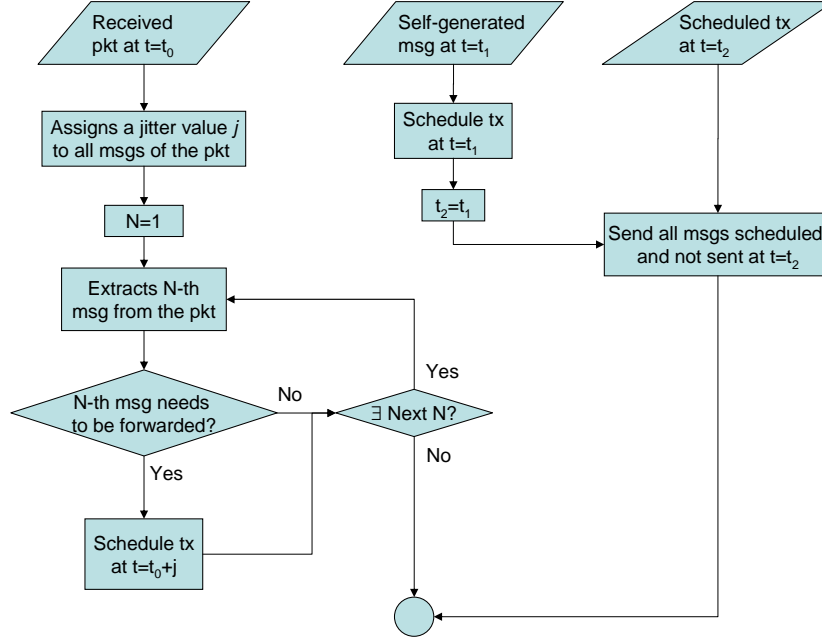 Received
pkt at t=t₀
Assigns a jitter value j
to all msgs of the pkt
N=1
Extracts N-th
msg from the pkt
N-th msg needs
to be forwarded?
No
Yes
Schedule tx
at t=t₀+j
∃ Next N?
Yes
No
Self-generated
msg at t=t₁
Schedule tx
at t=t₁
t₂=t₁
Scheduled tx
at t=t₂
Send all msgs scheduled
and not sent at t=t₂